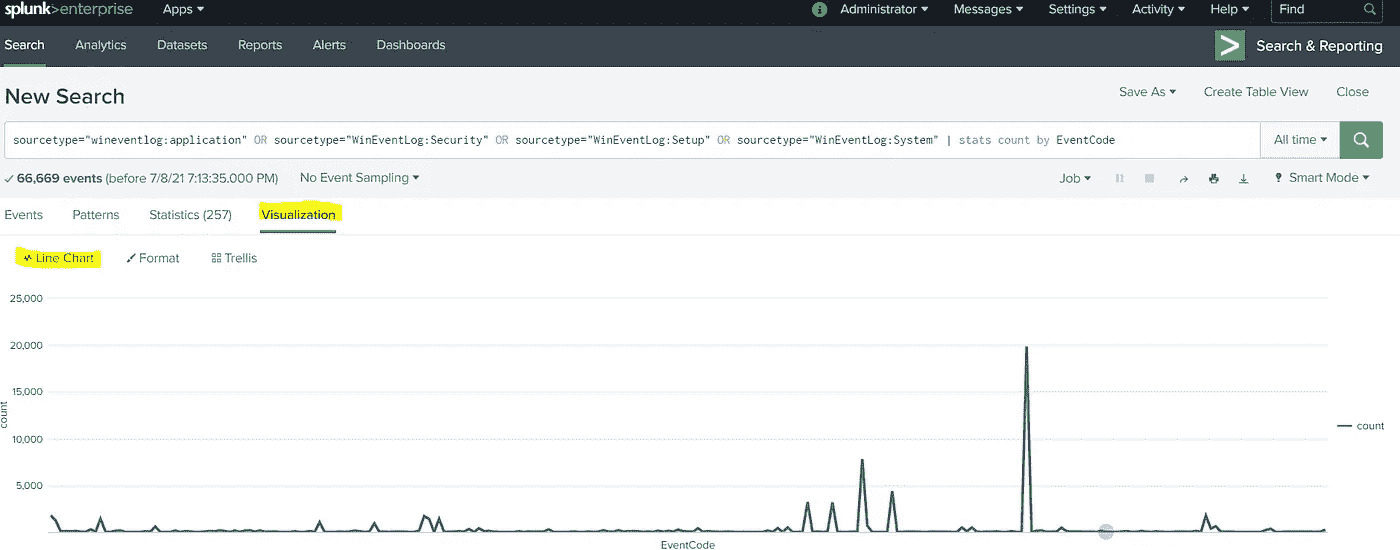 splunk>enterprise Apps Administrator Messages Settings Activity Help Find
Search Analytics Datasets Reports Alerts Dashboards Search & Reporting
New Search Save As Create Table View Close
sourcetype="wineventlog:application" OR sourcetype="WinEventLog:Security" OR sourcetype="WinEventLog:Setup" OR sourcetype="WinEventLog:System" | stats count by EventCode All time
66,669 events (before 7/8/21 7:13:35.000 PM) No Event Sampling Job Smart Mode
Events Patterns Statistics (257) Visualization
Line Chart Format Trellis
25,000
20,000
15,000
count
10,000
5,000
count
EventCode